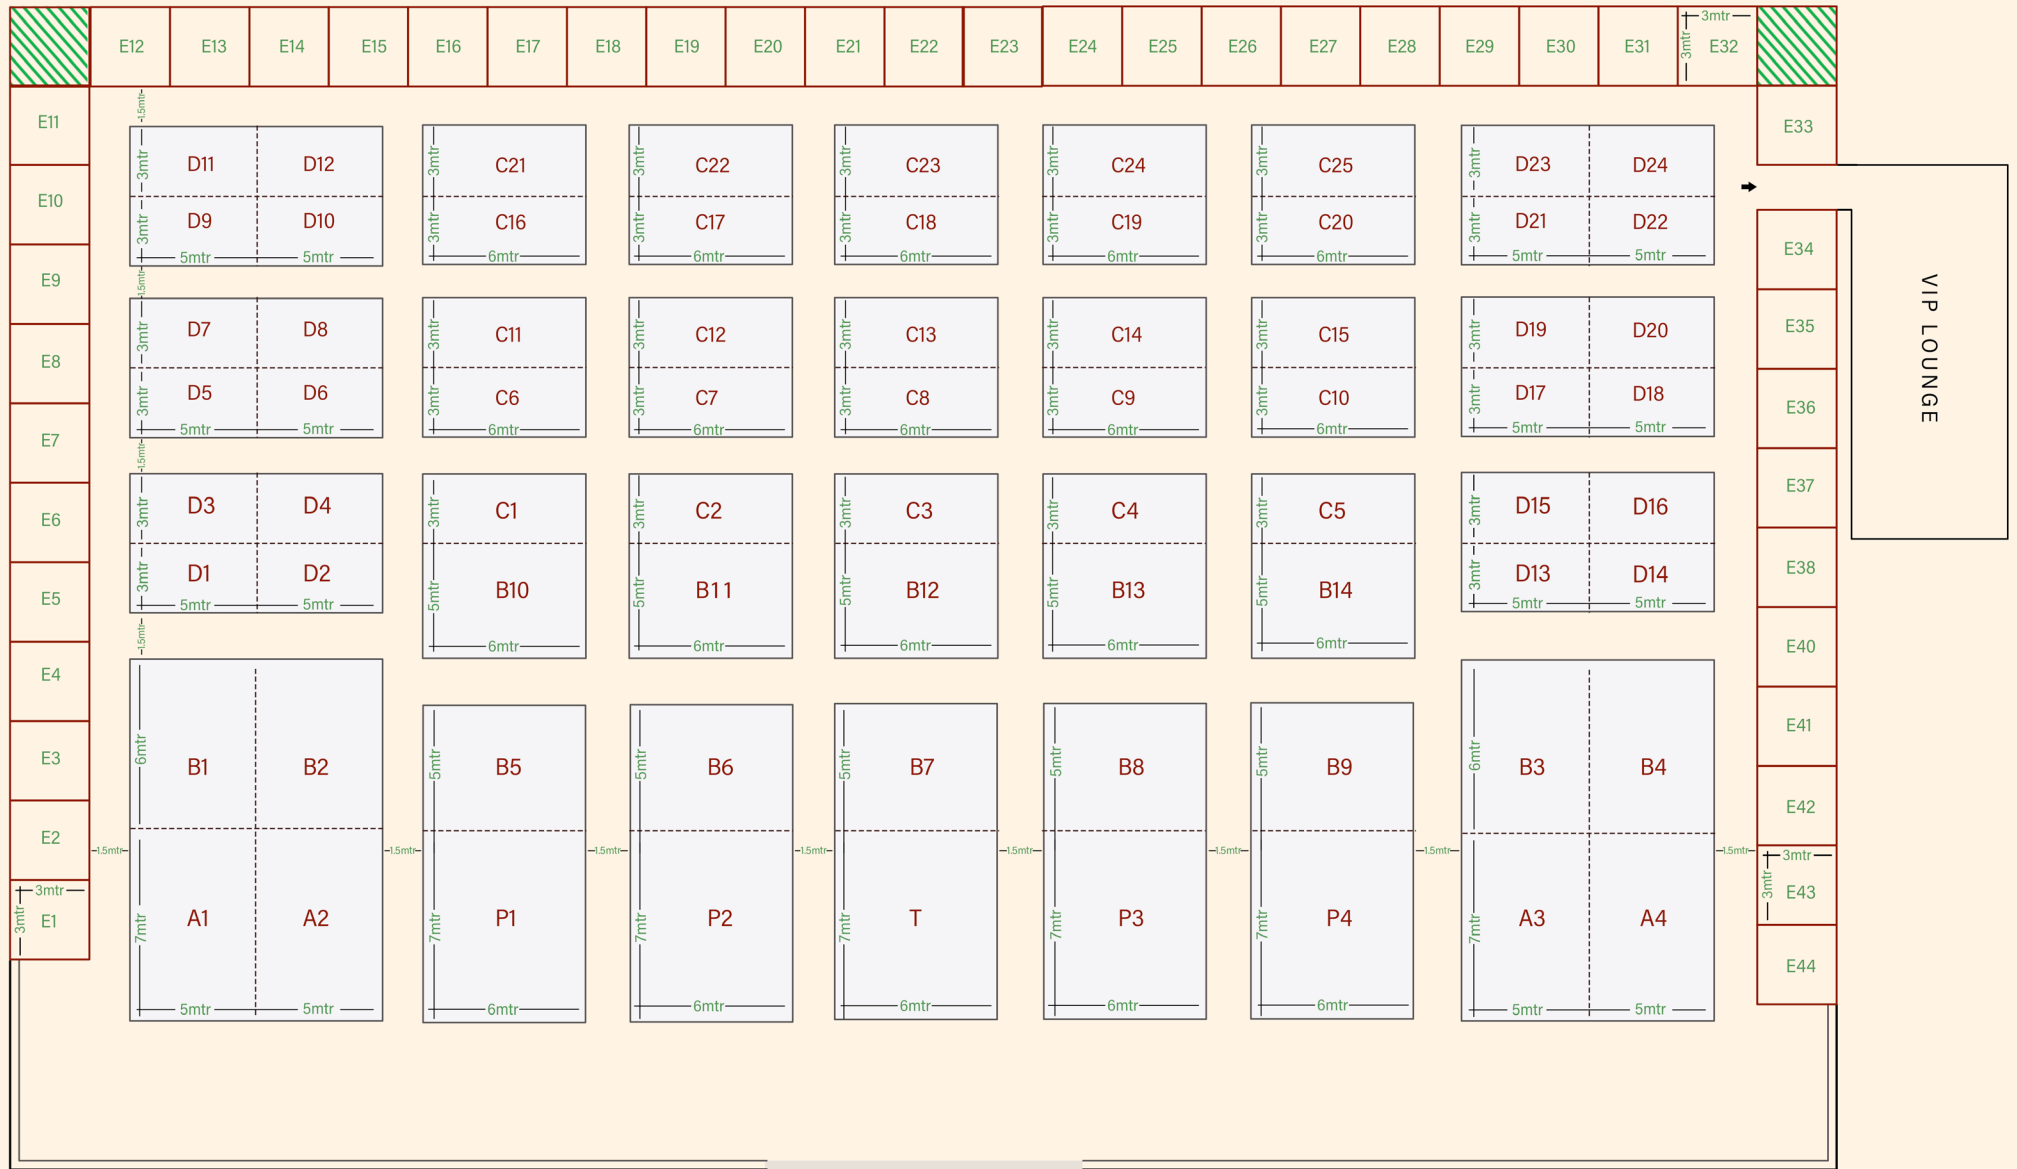 E12 E13 E14 E15 E16 E17 E18 E19 E20 E21 E22 E23 E24 E25 E26 E27 E28 E29 E30 E31 3mtr 3mtr E32
E11
E10
E9
E8
E7
E6
E5
E4
E3
E2
3mtr
3mtr
E1
1.5mtr
3mtr D11 D12
3mtr D9 D10
5mtr 5mtr
1.5mtr
3mtr D7 D8
3mtr D5 D6
5mtr 5mtr
1.5mtr
3mtr D3 D4
3mtr D1 D2
5mtr 5mtr
1.5mtr
6mtr B1 B2
7mtr A1 A2
5mtr 5mtr
3mtr C21
3mtr C16
6mtr
3mtr C11
3mtr C6
6mtr
3mtr C1
5mtr B10
6mtr
5mtr B5
7mtr P1
6mtr
3mtr C22
3mtr C17
6mtr
3mtr C12
3mtr C7
6mtr
3mtr C2
5mtr B11
6mtr
5mtr B6
7mtr P2
6mtr
3mtr C23
3mtr C18
6mtr
3mtr C13
3mtr C8
6mtr
3mtr C3
5mtr B12
6mtr
5mtr B7
7mtr T
6mtr
3mtr C24
3mtr C19
6mtr
3mtr C14
3mtr C9
6mtr
3mtr C4
5mtr B13
6mtr
5mtr B8
7mtr P3
6mtr
3mtr C25
3mtr C20
6mtr
3mtr C15
3mtr C10
6mtr
3mtr C5
5mtr B14
6mtr
5mtr B9
7mtr P4
6mtr
3mtr D23 D24
3mtr D21 D22
5mtr 5mtr
3mtr D19 D20
3mtr D17 D18
5mtr 5mtr
3mtr D15 D16
3mtr D13 D14
5mtr 5mtr
6mtr B3 B4
7mtr A3 A4
5mtr 5mtr
1.5mtr 1.5mtr 1.5mtr 1.5mtr 1.5mtr 1.5mtr 1.5mtr 1.5mtr
E33
E34
E35
E36
E37
E38
E40
E41
E42
3mtr
3mtr
E43
E44
VIP LOUNGE